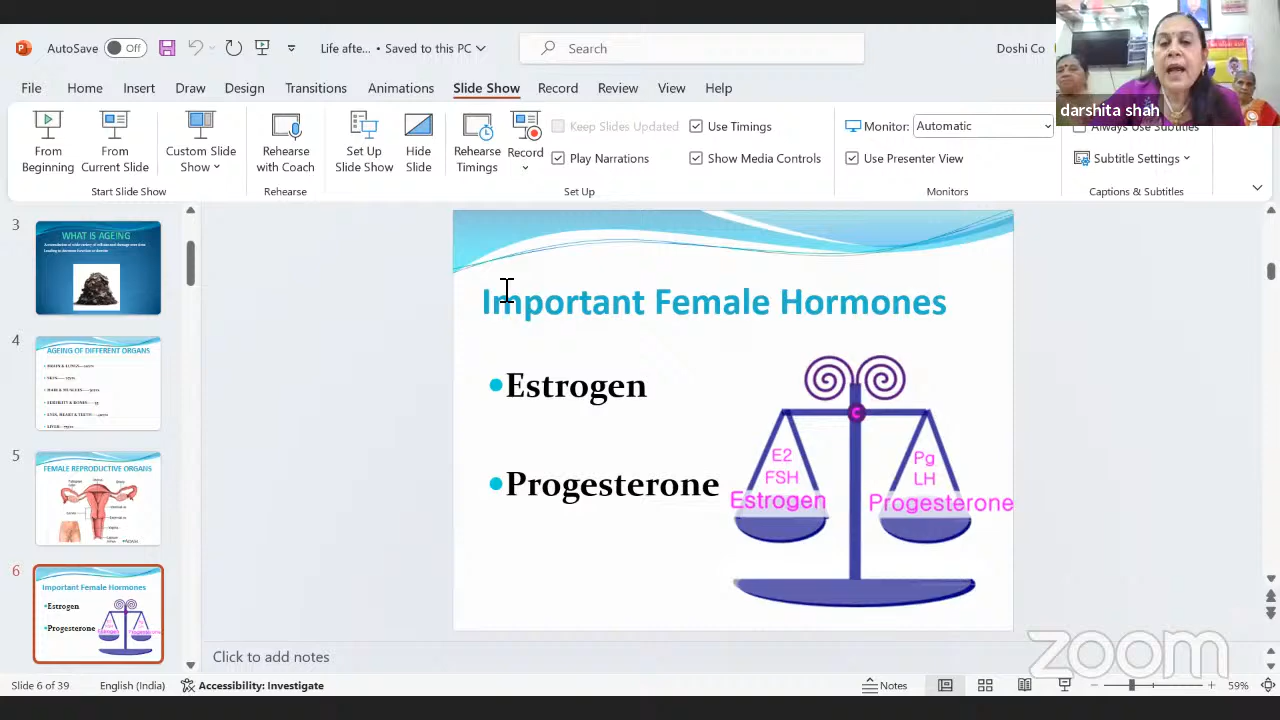 AutoSave Off Life afte... • Saved to this PC Search Doshi Co
File Home Insert Draw Design Transitions Animations Slide Show Record Review View Help
darshita shah
From Beginning
From Current Slide
Custom Slide Show
Start Slide Show
Rehearse with Coach
Rehearse
Set Up Slide Show
Hide Slide
Rehearse Timings
Record
Keep Slides Updated
Use Timings
Play Narrations
Show Media Controls
Set Up
Monitor: Automatic
Use Presenter View
Monitors
Always Use Subtitles
Subtitle Settings
Captions & Subtitles
3
WHAT IS AGEING
4
AGEING OF DIFFERENT ORGANS
5
FEMALE REPRODUCTIVE ORGANS
6
Important Female Hormones
•Estrogen
•Progesterone
Important Female Hormones
•Estrogen
•Progesterone
C
E2
FSH
Estrogen
Pg
LH
Progesterone
Click to add notes
zoom
Slide 6 of 39 English (India) Accessibility: Investigate Notes 59%